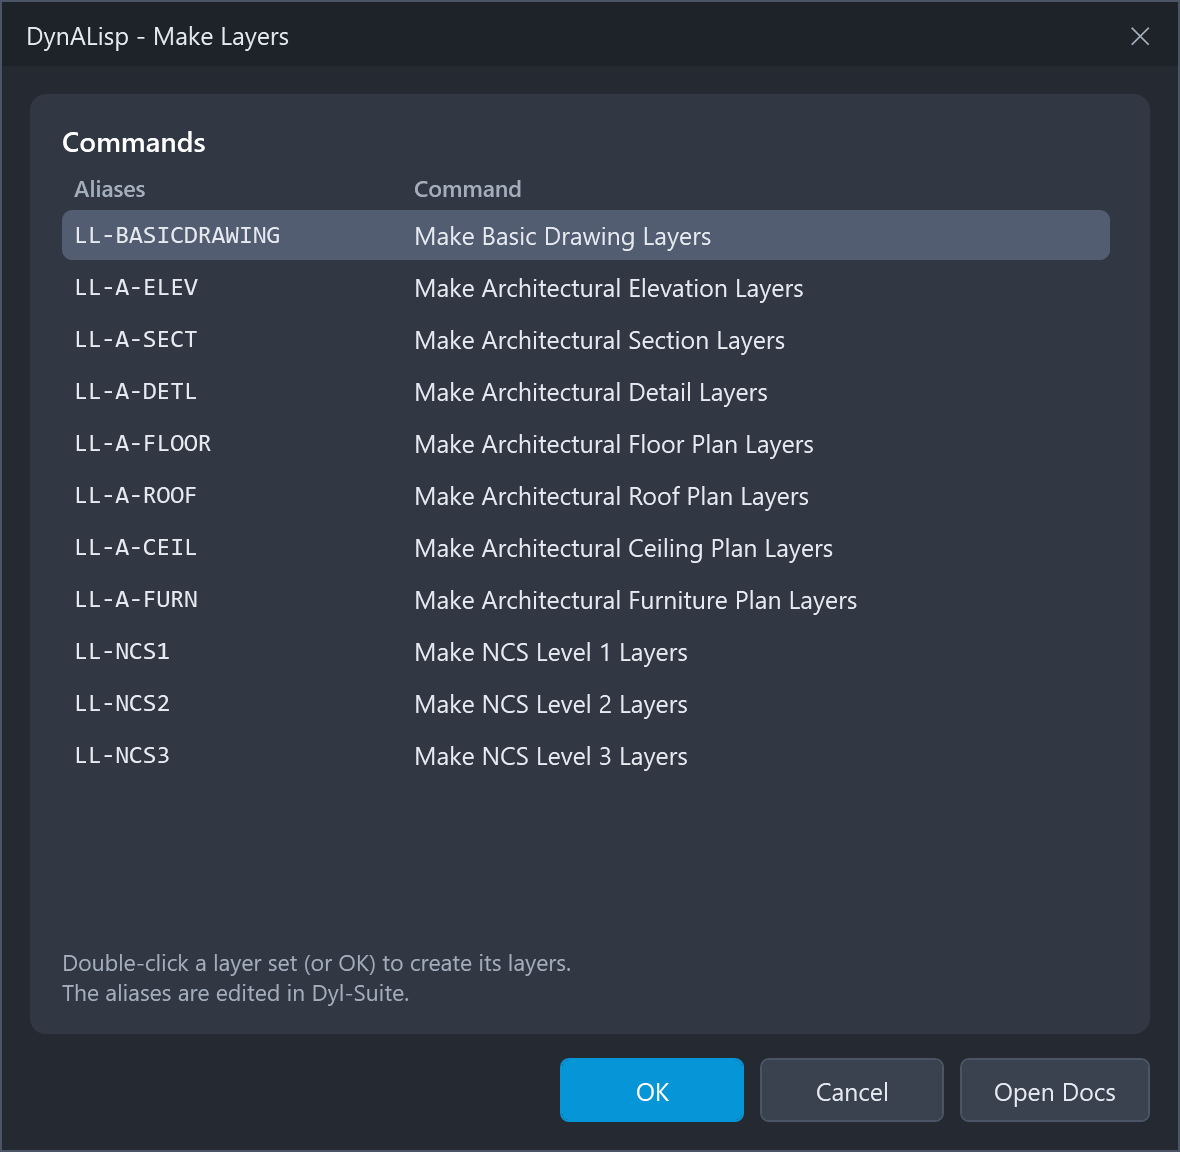 DynALisp - Make Layers
Commands
Aliases Command
LL-BASICDRAWING Make Basic Drawing Layers
LL-A-ELEV Make Architectural Elevation Layers
LL-A-SECT Make Architectural Section Layers
LL-A-DETL Make Architectural Detail Layers
LL-A-FLOOR Make Architectural Floor Plan Layers
LL-A-ROOF Make Architectural Roof Plan Layers
LL-A-CEIL Make Architectural Ceiling Plan Layers
LL-A-FURN Make Architectural Furniture Plan Layers
LL-NCS1 Make NCS Level 1 Layers
LL-NCS2 Make NCS Level 2 Layers
LL-NCS3 Make NCS Level 3 Layers
Double-click a layer set (or OK) to create its layers.
The aliases are edited in Dyl-Suite.
OK Cancel Open Docs